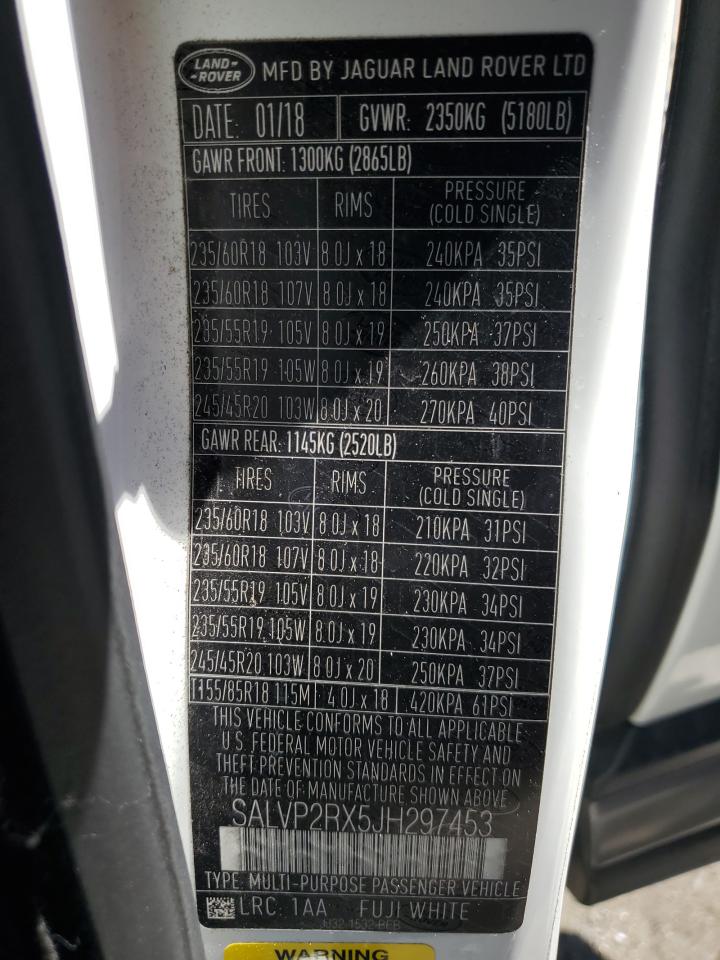 LAND-
-ROVER
MFD BY JAGUAR LAND ROVER LTD
DATE: 01/18 GVWR: 2350KG (5180LB)
GAWR FRONT: 1300KG (2865LB)
TIRES RIMS PRESSURE
(COLD SINGLE)
235/60R18 103V 8.0J x 18 240KPA 35PSI
235/60R18 107V 8.0J x 18 240KPA 35PSI
235/55R19 105V 8.0J x 19 250KPA 37PSI
235/55R19 105W 8.0J x 19 260KPA 38PSI
245/45R20 103W 8.0J x 20 270KPA 40PSI
GAWR REAR: 1145KG (2520LB)
TIRES RIMS PRESSURE
(COLD SINGLE)
235/60R18 103V 8.0J x 18 210KPA 31PSI
235/60R18 107V 8.0J x 18 220KPA 32PSI
235/55R19 105V 8.0J x 19 230KPA 34PSI
235/55R19 105W 8.0J x 19 230KPA 34PSI
245/45R20 103W 8.0J x 20 250KPA 37PSI
T155/85R18 115M 4.0J x 18 420KPA 61PSI
THIS VEHICLE CONFORMS TO ALL APPLICABLE
U.S. FEDERAL MOTOR VEHICLE SAFETY AND
THEFT PREVENTION STANDARDS IN EFFECT ON
THE DATE OF MANUFACTURE SHOWN ABOVE
SALVP2RX5JH297453
TYPE: MULTI-PURPOSE PASSENGER VEHICLE
LRC: 1AA FUJI WHITE
WARNING